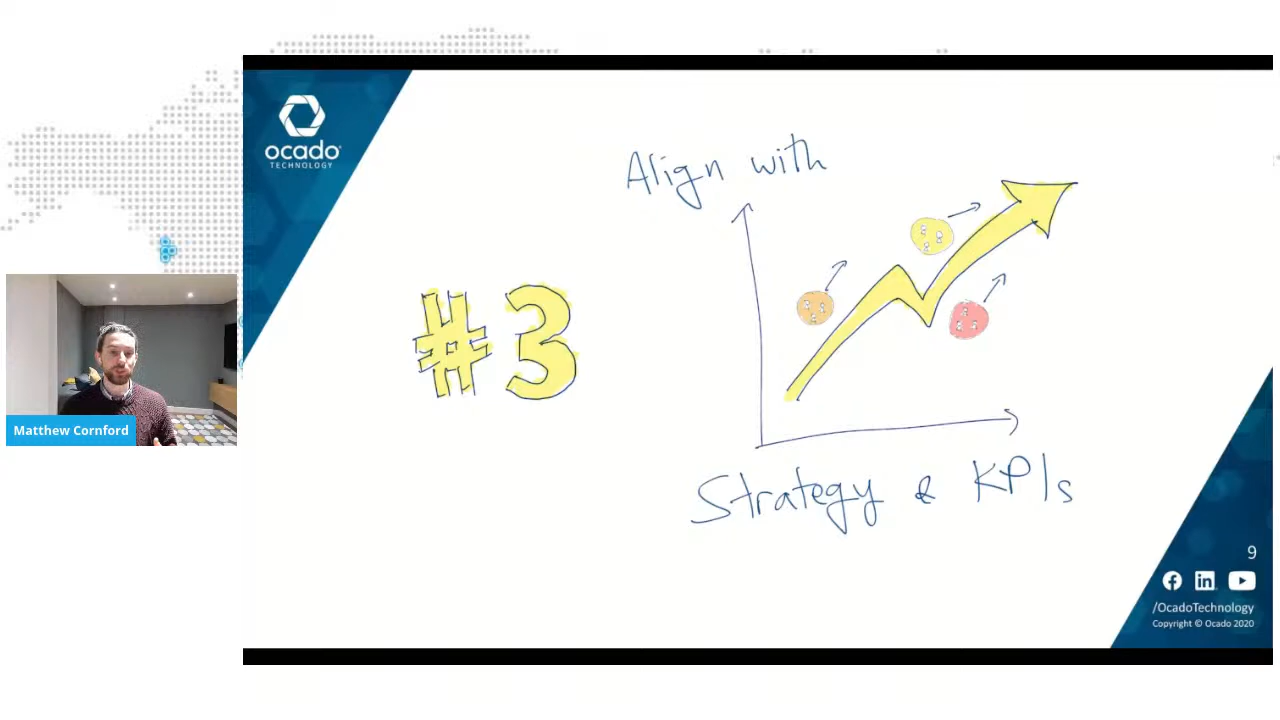 ocado
TECHNOLOGY
Align with
#3
Strategy & KPIs
Matthew Cornford
9
/OcadoTechnology
Copyright © Ocado 2020